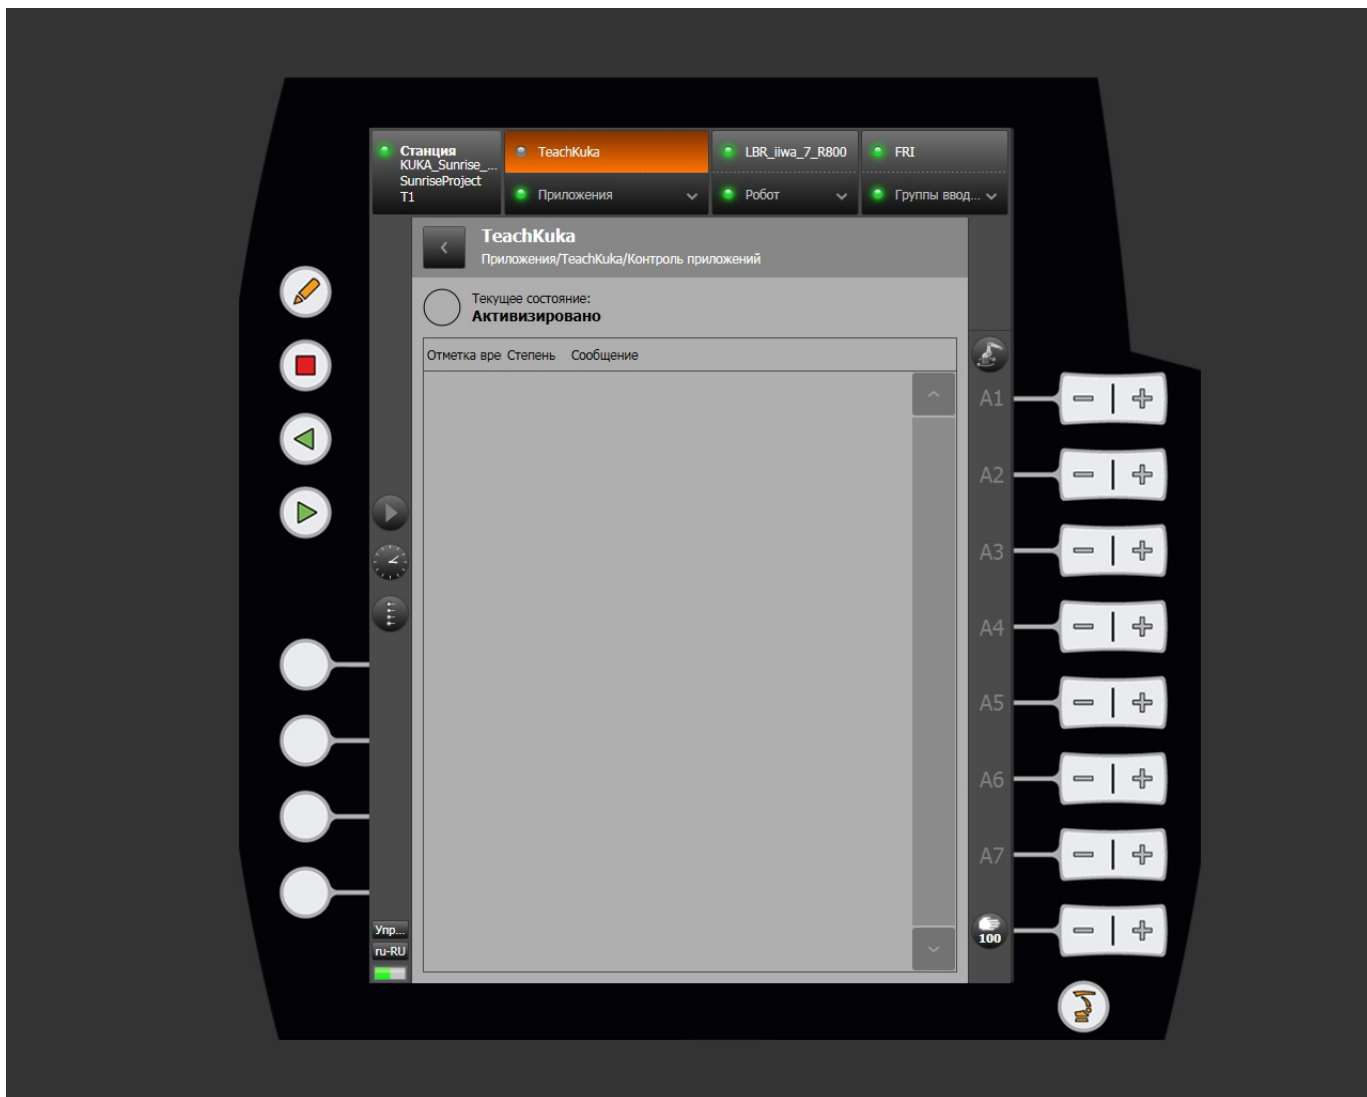 Станция
KUKA_Sunrise_...
SunriseProject
T1
TeachKuka
Приложения
LBR_iiwa_7_R800
Робот
FRI
Группы ввод...
TeachKuka
Приложения/TeachKuka/Контроль приложений
Текущее состояние:
Активизировано
Отметка вре Степень Сообщение
A1
A2
A3
A4
A5
A6
A7
100
Упр...
ru-RU